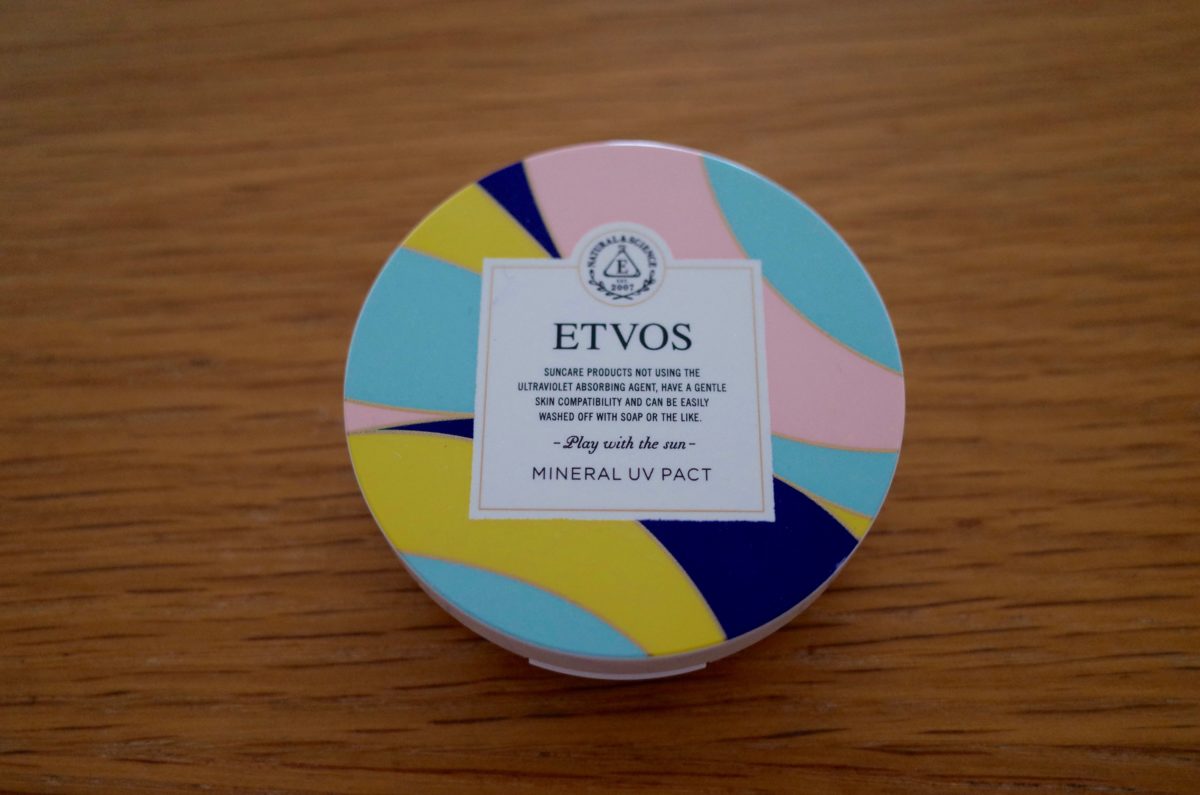 NATURAL & SCIENCE
E
EST.
2007
ETVOS
SUNCARE PRODUCTS NOT USING THE
ULTRAVIOLET ABSORBING AGENT, HAVE A GENTLE
SKIN COMPATIBILITY AND CAN BE EASILY
WASHED OFF WITH SOAP OR THE LIKE.
-Play with the sun-
MINERAL UV PACT